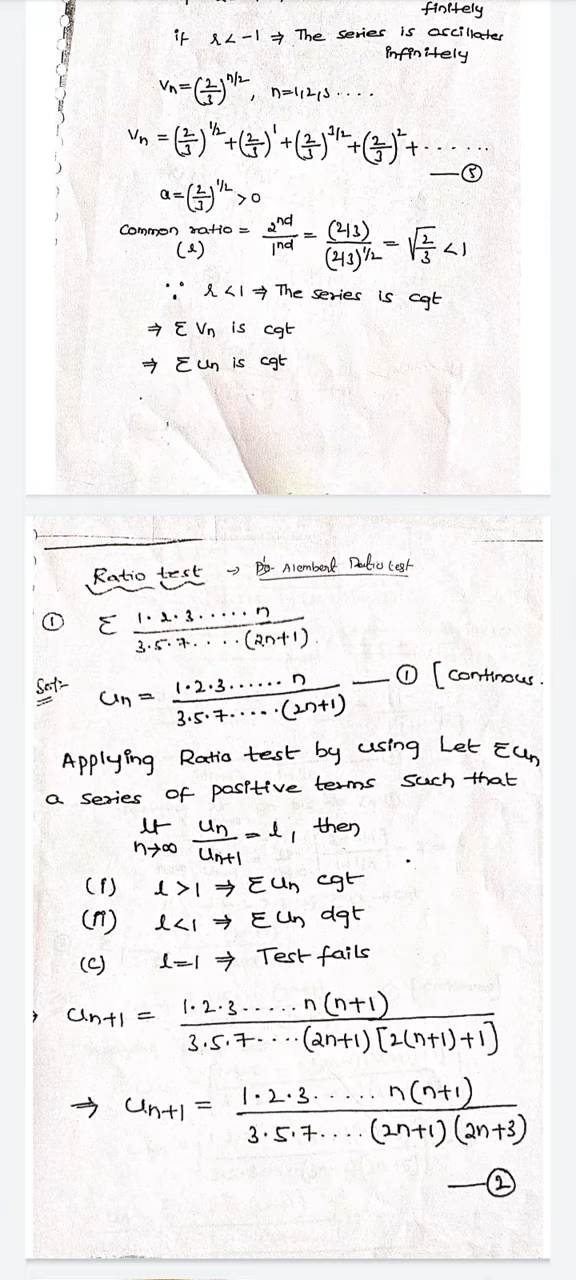 finitely
if l<-1 ⇒ The series is oscillates
infinitely
Vn=(2/3)^n/2, n=1,2,3 ....
Vn = (2/3)^1/2+(2/3)^1+(2/3)^3/2+(2/3)^2+......
—⑤
a=(2/3)^1/2>0
Common ratio = 2nd/1nd = (2/3)/(2/3)^1/2 = √2/3 <1
(l)
∵ l<1 ⇒ The series is cgt
⇒ Σ Vn is cgt
⇒ Σ un is cgt
Ratio test → Alembert Ratio test
① Σ 1.2.3.....n/3.5.7....(2n+1).
Sol:- un = 1.2.3......n/3.5.7.....(2n+1) —① [continous.
Applying Ratio test by using Let Σun
a series of positive terms such that
lt n→∞ un/un+1 = l, then
(i) l>1 ⇒ Σun cgt
(ii) l<1 ⇒ Σun dgt
(c) l=1 ⇒ Test fails
un+1 = 1.2.3.....n(n+1)/3.5.7....(2n+1)[2(n+1)+1]
⇒ un+1 = 1.2.3......n(n+1)/3.5.7....(2n+1)(2n+3)
—②